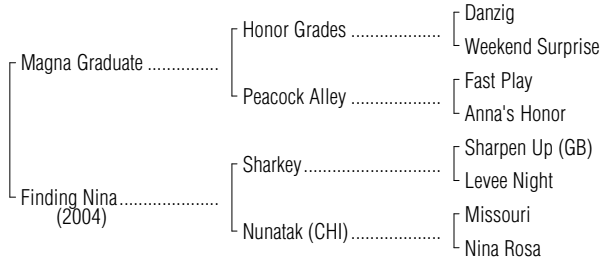 Danzig
Honor Grades ....................
Weekend Surprise
Magna Graduate ................
Fast Play
Peacock Alley ....................
Anna's Honor
Sharpen Up (GB)
Sharkey ..............................
Levee Night
Finding Nina ......................
(2004)
Missouri
Nunatak (CHI) ....................
Nina Rosa